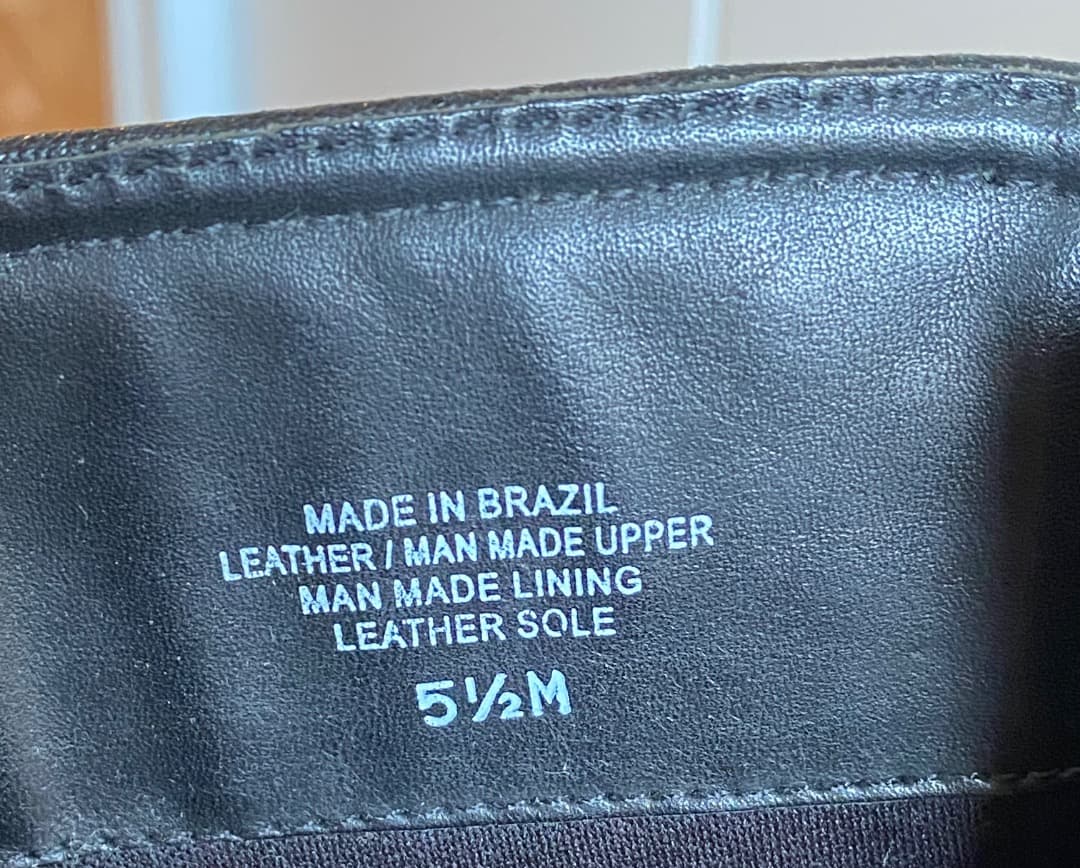 MADE IN BRAZIL
LEATHER / MAN MADE UPPER
MAN MADE LINING
LEATHER SOLE
5½M